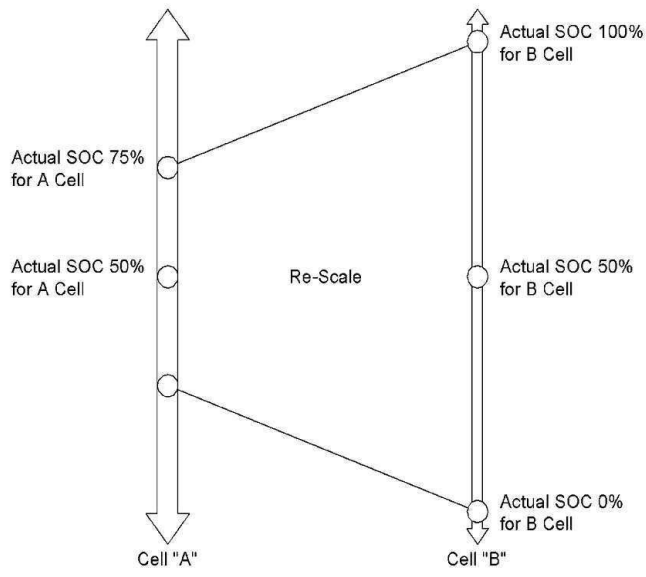 Actual SOC 100%
for B Cell
Actual SOC 75%
for A Cell
Actual SOC 50%
for A Cell
Re-Scale
Actual SOC 50%
for B Cell
Actual SOC 0%
for B Cell
Cell "A"
Cell "B"